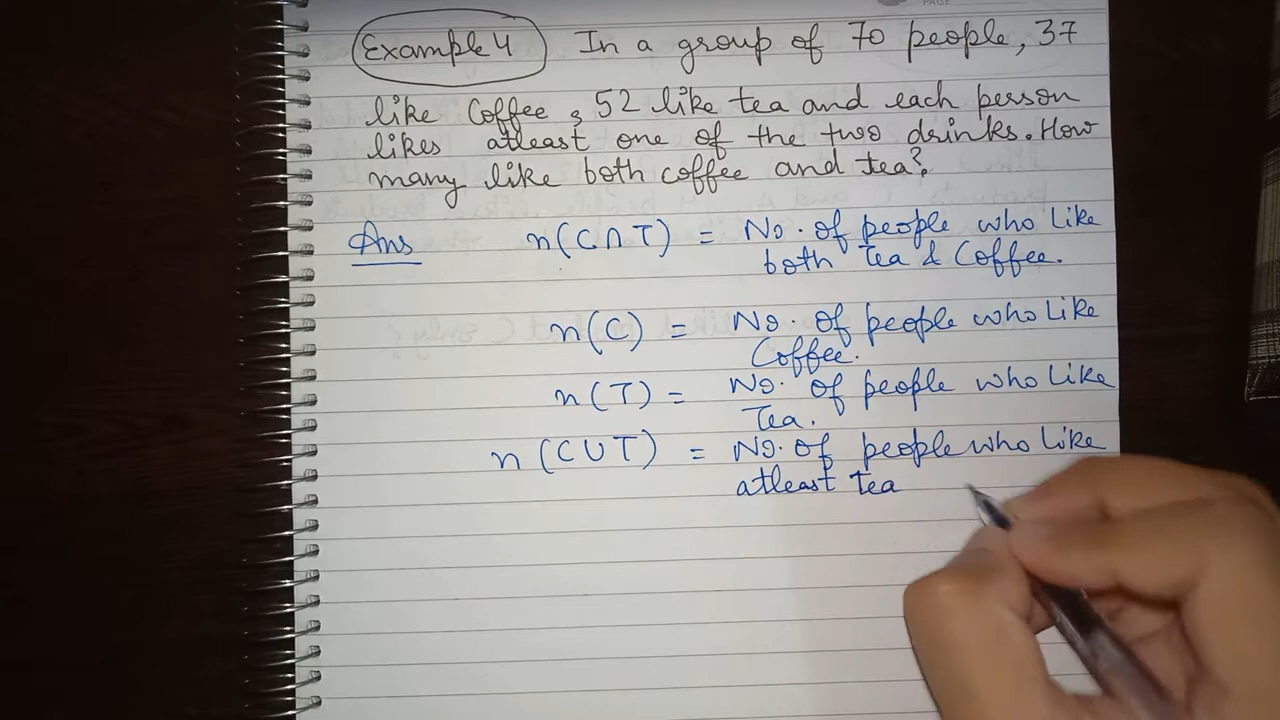 Example 4 In a group of 70 people, 37
like Coffee, 52 like tea and each person
likes atleast one of the two drinks. How
many like both coffee and tea?
Ans n(C∩T) = No. of people who like
both Tea & Coffee.
n(C) = No. of people who like
Coffee.
n(T) = No. of people who like
Tea.
n(C∪T) = No. of people who like
atleast Tea